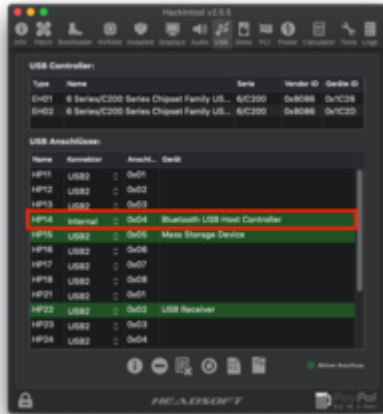 Hackintool v2.5.5
Info Patch Bootloader NVRAM Installed Displays Audio USB Disks PCI Power Calculator Tools Logs
USB Controller:
Type Name Serie Vendor ID Geräte ID
EH01 6 Series/C200 Series Chipset Family US... 6/C200 0x8086 0x1C26
EH02 6 Series/C200 Series Chipset Family US... 6/C200 0x8086 0x1C2D
USB Anschlüsse:
Name Konnektor Anschl... Gerät
HP11 USB2 0x01
HP12 USB2 0x02
HP13 USB2 0x03
HP14 Internal 0x04 Bluetooth USB Host Controller
HP15 USB2 0x05 Mass Storage Device
HP16 USB2 0x06
HP17 USB2 0x07
HP18 USB2 0x08
HP21 USB2 0x01
HP22 USB2 0x02 USB Receiver
HP23 USB2 0x03
HP24 USB2 0x04
Aktiver Anschluss
HEADSOFT
PayPal